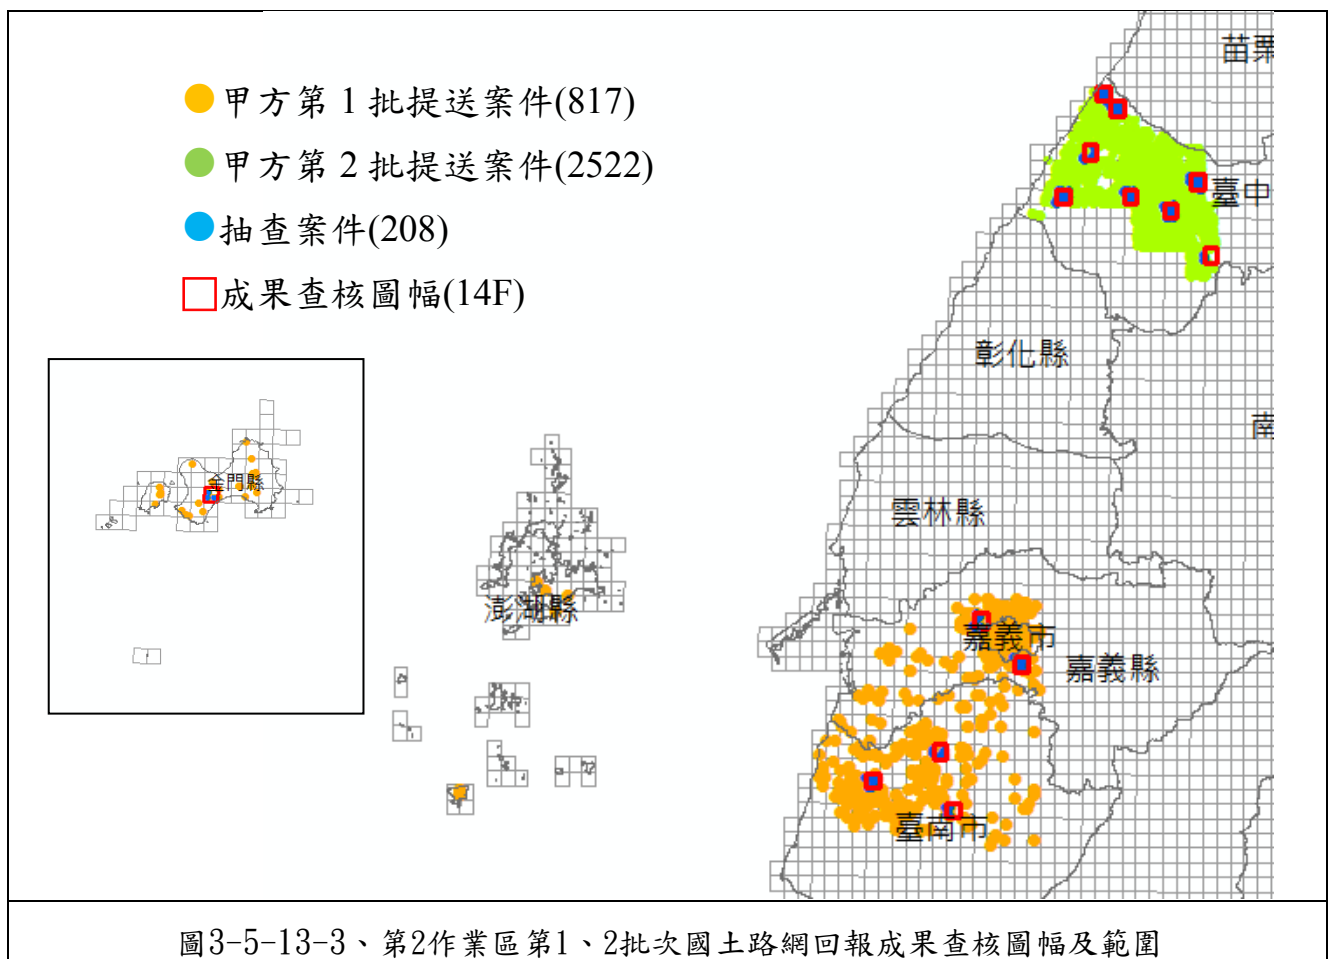 甲方第 1 批提送案件(817)
甲方第 2 批提送案件(2522)
抽查案件(208)
成果查核圖幅(14F)
苗栗
臺中
彰化縣
南
雲林縣
金門縣
澎湖縣
嘉義市
嘉義縣
臺南市
圖3-5-13-3、第2作業區第1、2批次國土路網回報成果查核圖幅及範圍